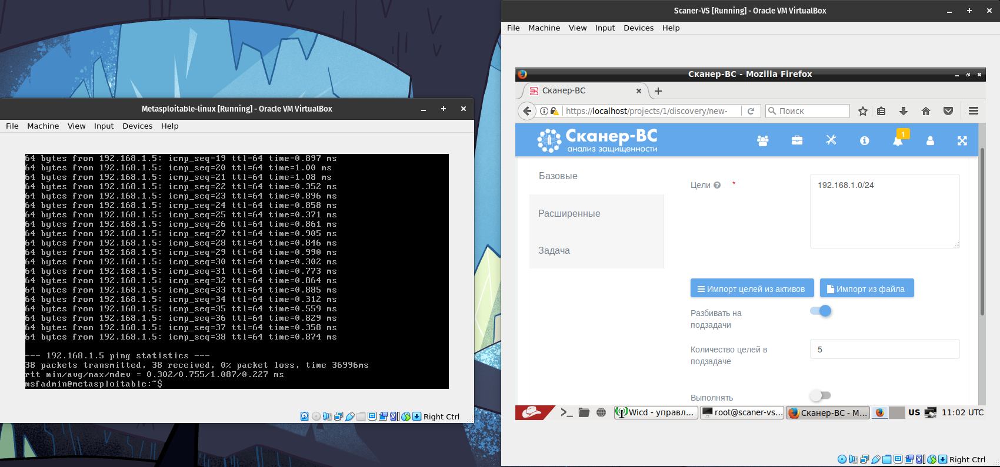 Metasploitable-linux [Running] - Oracle VM VirtualBox
File Machine View Input Devices Help
64 bytes from 192.168.1.5: icmp_seq=19 ttl=64 time=0.897 ms
64 bytes from 192.168.1.5: icmp_seq=20 ttl=64 time=1.00 ms
64 bytes from 192.168.1.5: icmp_seq=21 ttl=64 time=1.08 ms
64 bytes from 192.168.1.5: icmp_seq=22 ttl=64 time=0.352 ms
64 bytes from 192.168.1.5: icmp_seq=23 ttl=64 time=0.896 ms
64 bytes from 192.168.1.5: icmp_seq=24 ttl=64 time=0.858 ms
64 bytes from 192.168.1.5: icmp_seq=25 ttl=64 time=0.371 ms
64 bytes from 192.168.1.5: icmp_seq=26 ttl=64 time=0.861 ms
64 bytes from 192.168.1.5: icmp_seq=27 ttl=64 time=0.905 ms
64 bytes from 192.168.1.5: icmp_seq=28 ttl=64 time=0.846 ms
64 bytes from 192.168.1.5: icmp_seq=29 ttl=64 time=0.990 ms
64 bytes from 192.168.1.5: icmp_seq=30 ttl=64 time=0.302 ms
64 bytes from 192.168.1.5: icmp_seq=31 ttl=64 time=0.773 ms
64 bytes from 192.168.1.5: icmp_seq=32 ttl=64 time=0.864 ms
64 bytes from 192.168.1.5: icmp_seq=33 ttl=64 time=0.885 ms
64 bytes from 192.168.1.5: icmp_seq=34 ttl=64 time=0.312 ms
64 bytes from 192.168.1.5: icmp_seq=35 ttl=64 time=0.559 ms
64 bytes from 192.168.1.5: icmp_seq=36 ttl=64 time=0.829 ms
64 bytes from 192.168.1.5: icmp_seq=37 ttl=64 time=0.358 ms
64 bytes from 192.168.1.5: icmp_seq=38 ttl=64 time=0.874 ms
--- 192.168.1.5 ping statistics ---
38 packets transmitted, 38 received, 0% packet loss, time 36996ms
rtt min/avg/max/mdev = 0.302/0.755/1.087/0.227 ms
msfadmin@metasploitable:~$
Right Ctrl
Scaner-VS [Running] - Oracle VM VirtualBox
File Machine View Input Devices Help
Сканер-ВС - Mozilla Firefox
Сканер-ВС
https://localhost/projects/1/discovery/new-
Поиск
Сканер-ВС
анализ защищенности
1
Базовые
Расширенные
Задача
Цели *
192.168.1.0/24
Импорт целей из активов
Импорт из файла
Разбивать на
подзадачи
Количество целей в
подзадаче
5
Выполнять
Wicd - управл...
root@scaner-vs...
Сканер-ВС - M...
US
11:02 UTC
Right Ctrl